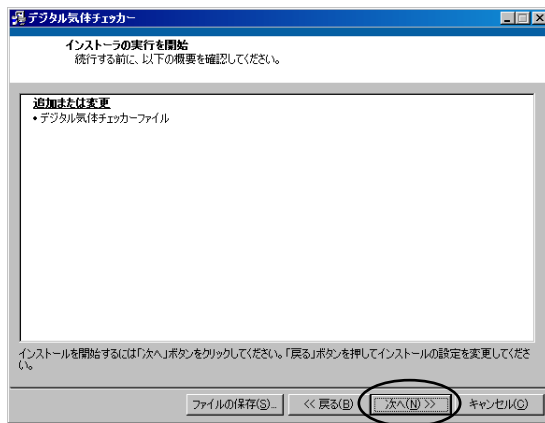 デジタル気体チェッカー
インストーラの実行を開始
続行する前に、以下の概要を確認してください。
追加または変更
• デジタル気体チェッカーファイル
インストールを開始するには「次へ」ボタンをクリックしてください。「戻る」ボタンを押してインストールの設定を変更してくださ
い。
ファイルの保存(S)... << 戻る(B) 次へ(N) >> キャンセル(C)